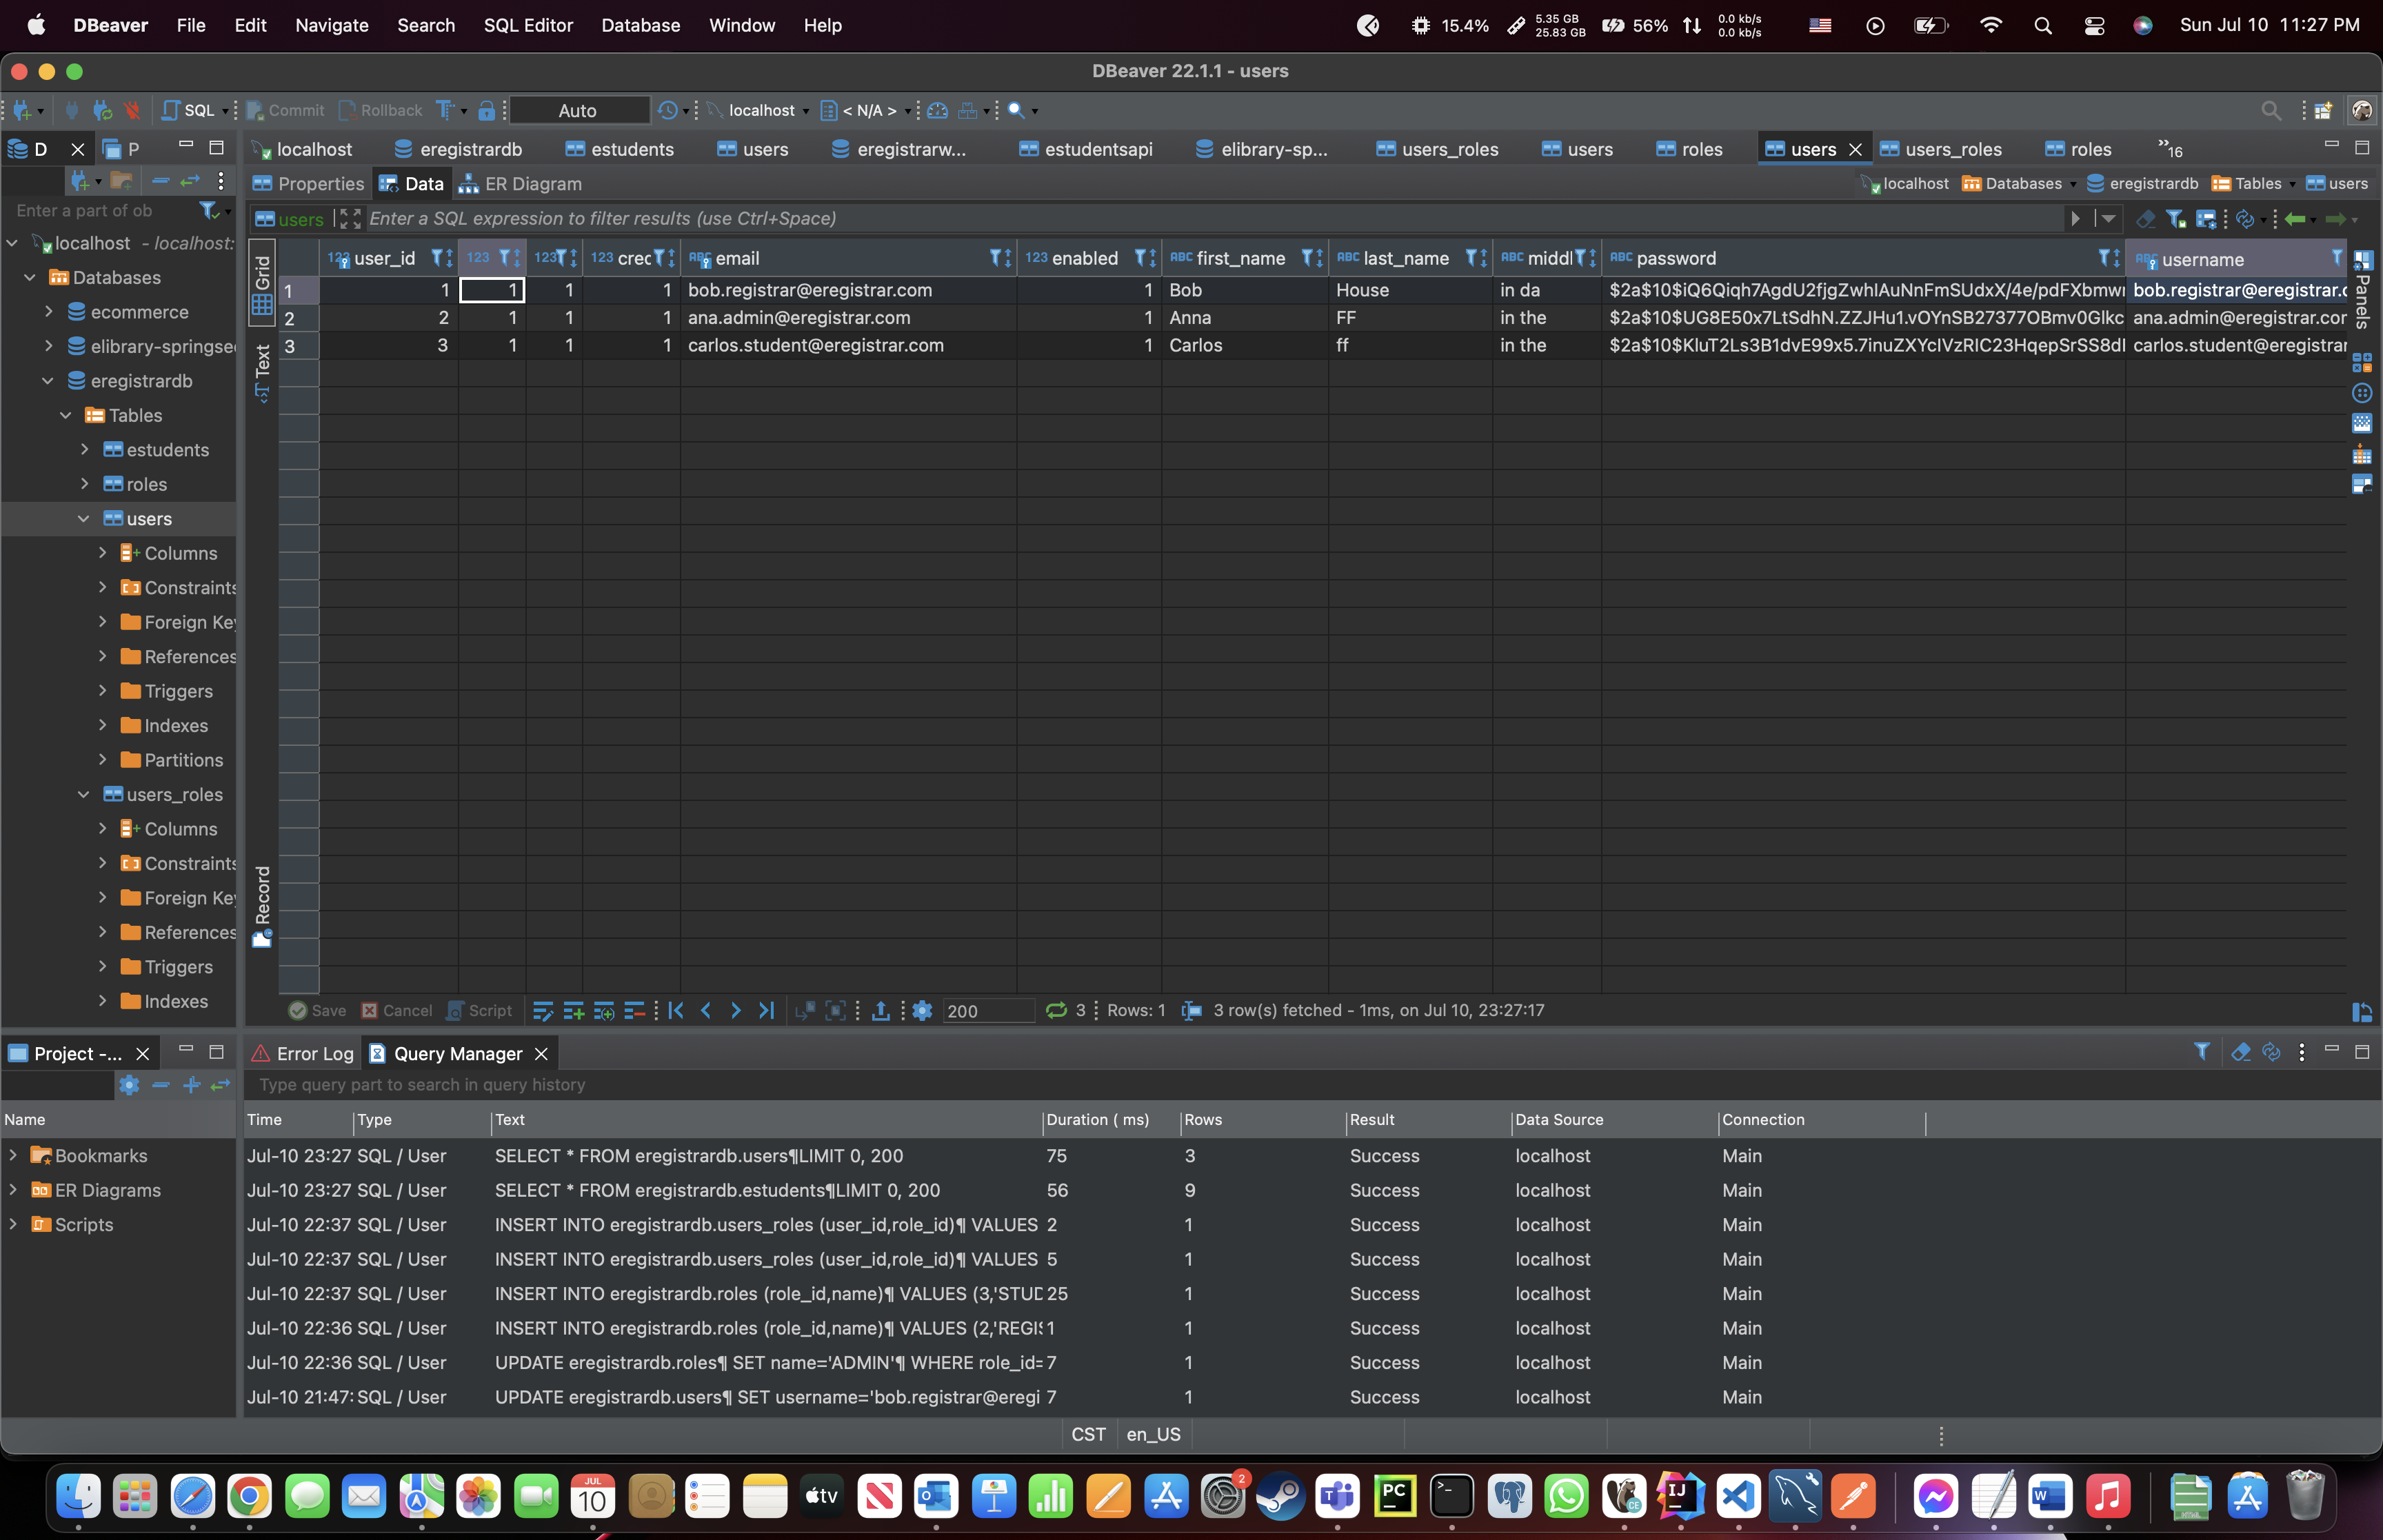 DBeaver File Edit Navigate Search SQL Editor Database Window Help 15.4% 5.35 GB 25.83 GB 56% 0.0 kb/s 0.0 kb/s Sun Jul 10 11:27 PM
DBeaver 22.1.1 - users
SQL Commit Rollback Auto localhost < N/A >
D P localhost eregistrardb estudents users eregistrarw... estudentsapi elibrary-sp... users_roles users roles users users_roles roles »16
Properties Data ER Diagram localhost Databases eregistrardb Tables users
Enter a part of ob
users Enter a SQL expression to filter results (use Ctrl+Space)
123 user_id 123 123 123 cred ABC email 123 enabled ABC first_name ABC last_name ABC middl ABC password ABC username
1 1 1 1 1 bob.registrar@eregistrar.com 1 Bob House in da bob.registrar@eregistrar.c
2 2 1 1 1 ana.admin@eregistrar.com 1 Anna FF in the ana.admin@eregistrar.cor
3 3 1 1 1 carlos.student@eregistrar.com 1 Carlos ff in the carlos.student@eregistrar
Grid
Text
Record
Panels
localhost - localhost:
Databases
ecommerce
elibrary-springsec
eregistrardb
Tables
estudents
roles
users
Columns
Constraints
Foreign Key
References
Triggers
Indexes
Partitions
users_roles
Columns
Constraints
Foreign Key
References
Triggers
Indexes
Save Cancel Script 200 3 Rows: 1 3 row(s) fetched - 1ms, on Jul 10, 23:27:17
Project -...
Name
Bookmarks
ER Diagrams
Scripts
Error Log Query Manager
Type query part to search in query history
Time Type Text Duration ( ms) Rows Result Data Source Connection
Jul-10 23:27 SQL / User SELECT * FROM eregistrardb.users¶LIMIT 0, 200 75 3 Success localhost Main
Jul-10 23:27 SQL / User SELECT * FROM eregistrardb.estudents¶LIMIT 0, 200 56 9 Success localhost Main
Jul-10 22:37 SQL / User INSERT INTO eregistrardb.users_roles (user_id,role_id)¶ VALUES 2 1 Success localhost Main
Jul-10 22:37 SQL / User INSERT INTO eregistrardb.users_roles (user_id,role_id)¶ VALUES 5 1 Success localhost Main
Jul-10 22:37 SQL / User INSERT INTO eregistrardb.roles (role_id,name)¶ VALUES (3,'STUD 25 1 Success localhost Main
Jul-10 22:36 SQL / User INSERT INTO eregistrardb.roles (role_id,name)¶ VALUES (2,'REGIS 1 1 Success localhost Main
Jul-10 22:36 SQL / User UPDATE eregistrardb.roles¶ SET name='ADMIN'¶ WHERE role_id= 7 1 Success localhost Main
Jul-10 21:47: SQL / User UPDATE eregistrardb.users¶ SET username='bob.registrar@eregi 7 1 Success localhost Main
CST en_US
JUL 10 tv 2 PC CE IJ W